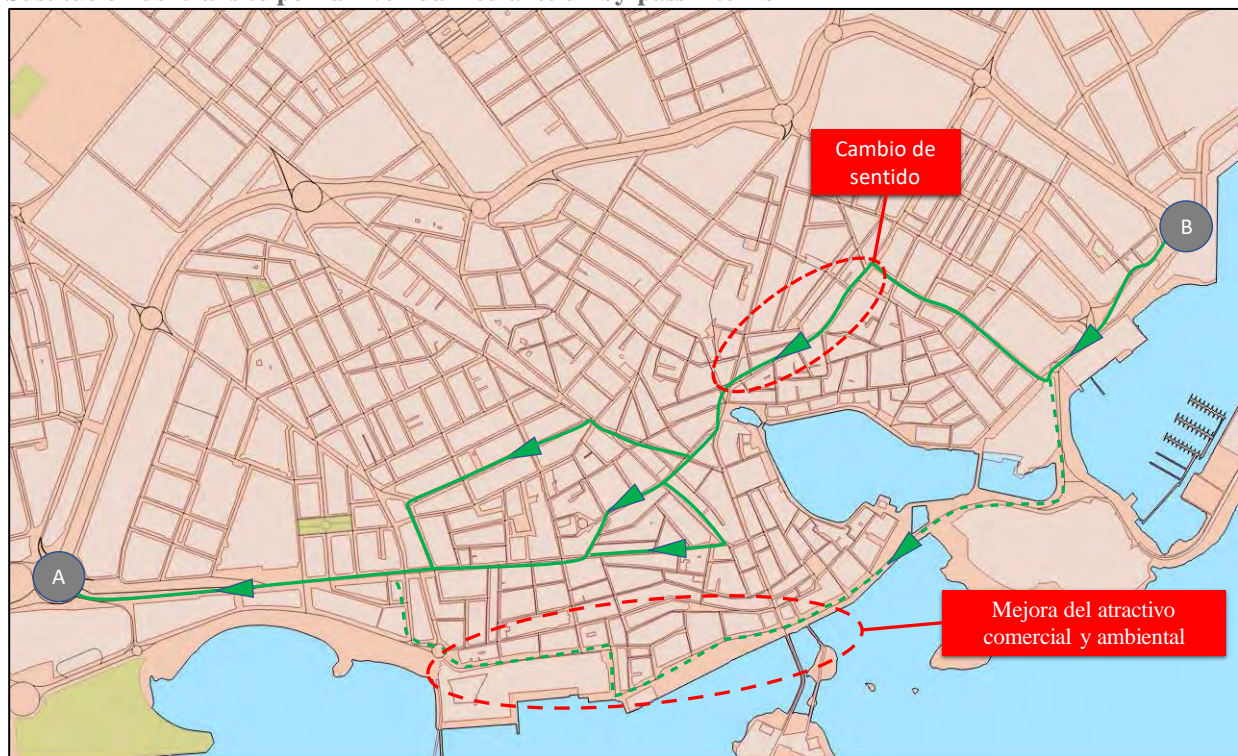 Cambio de
sentido
B
A
Mejora del atractivo
comercial y ambiental